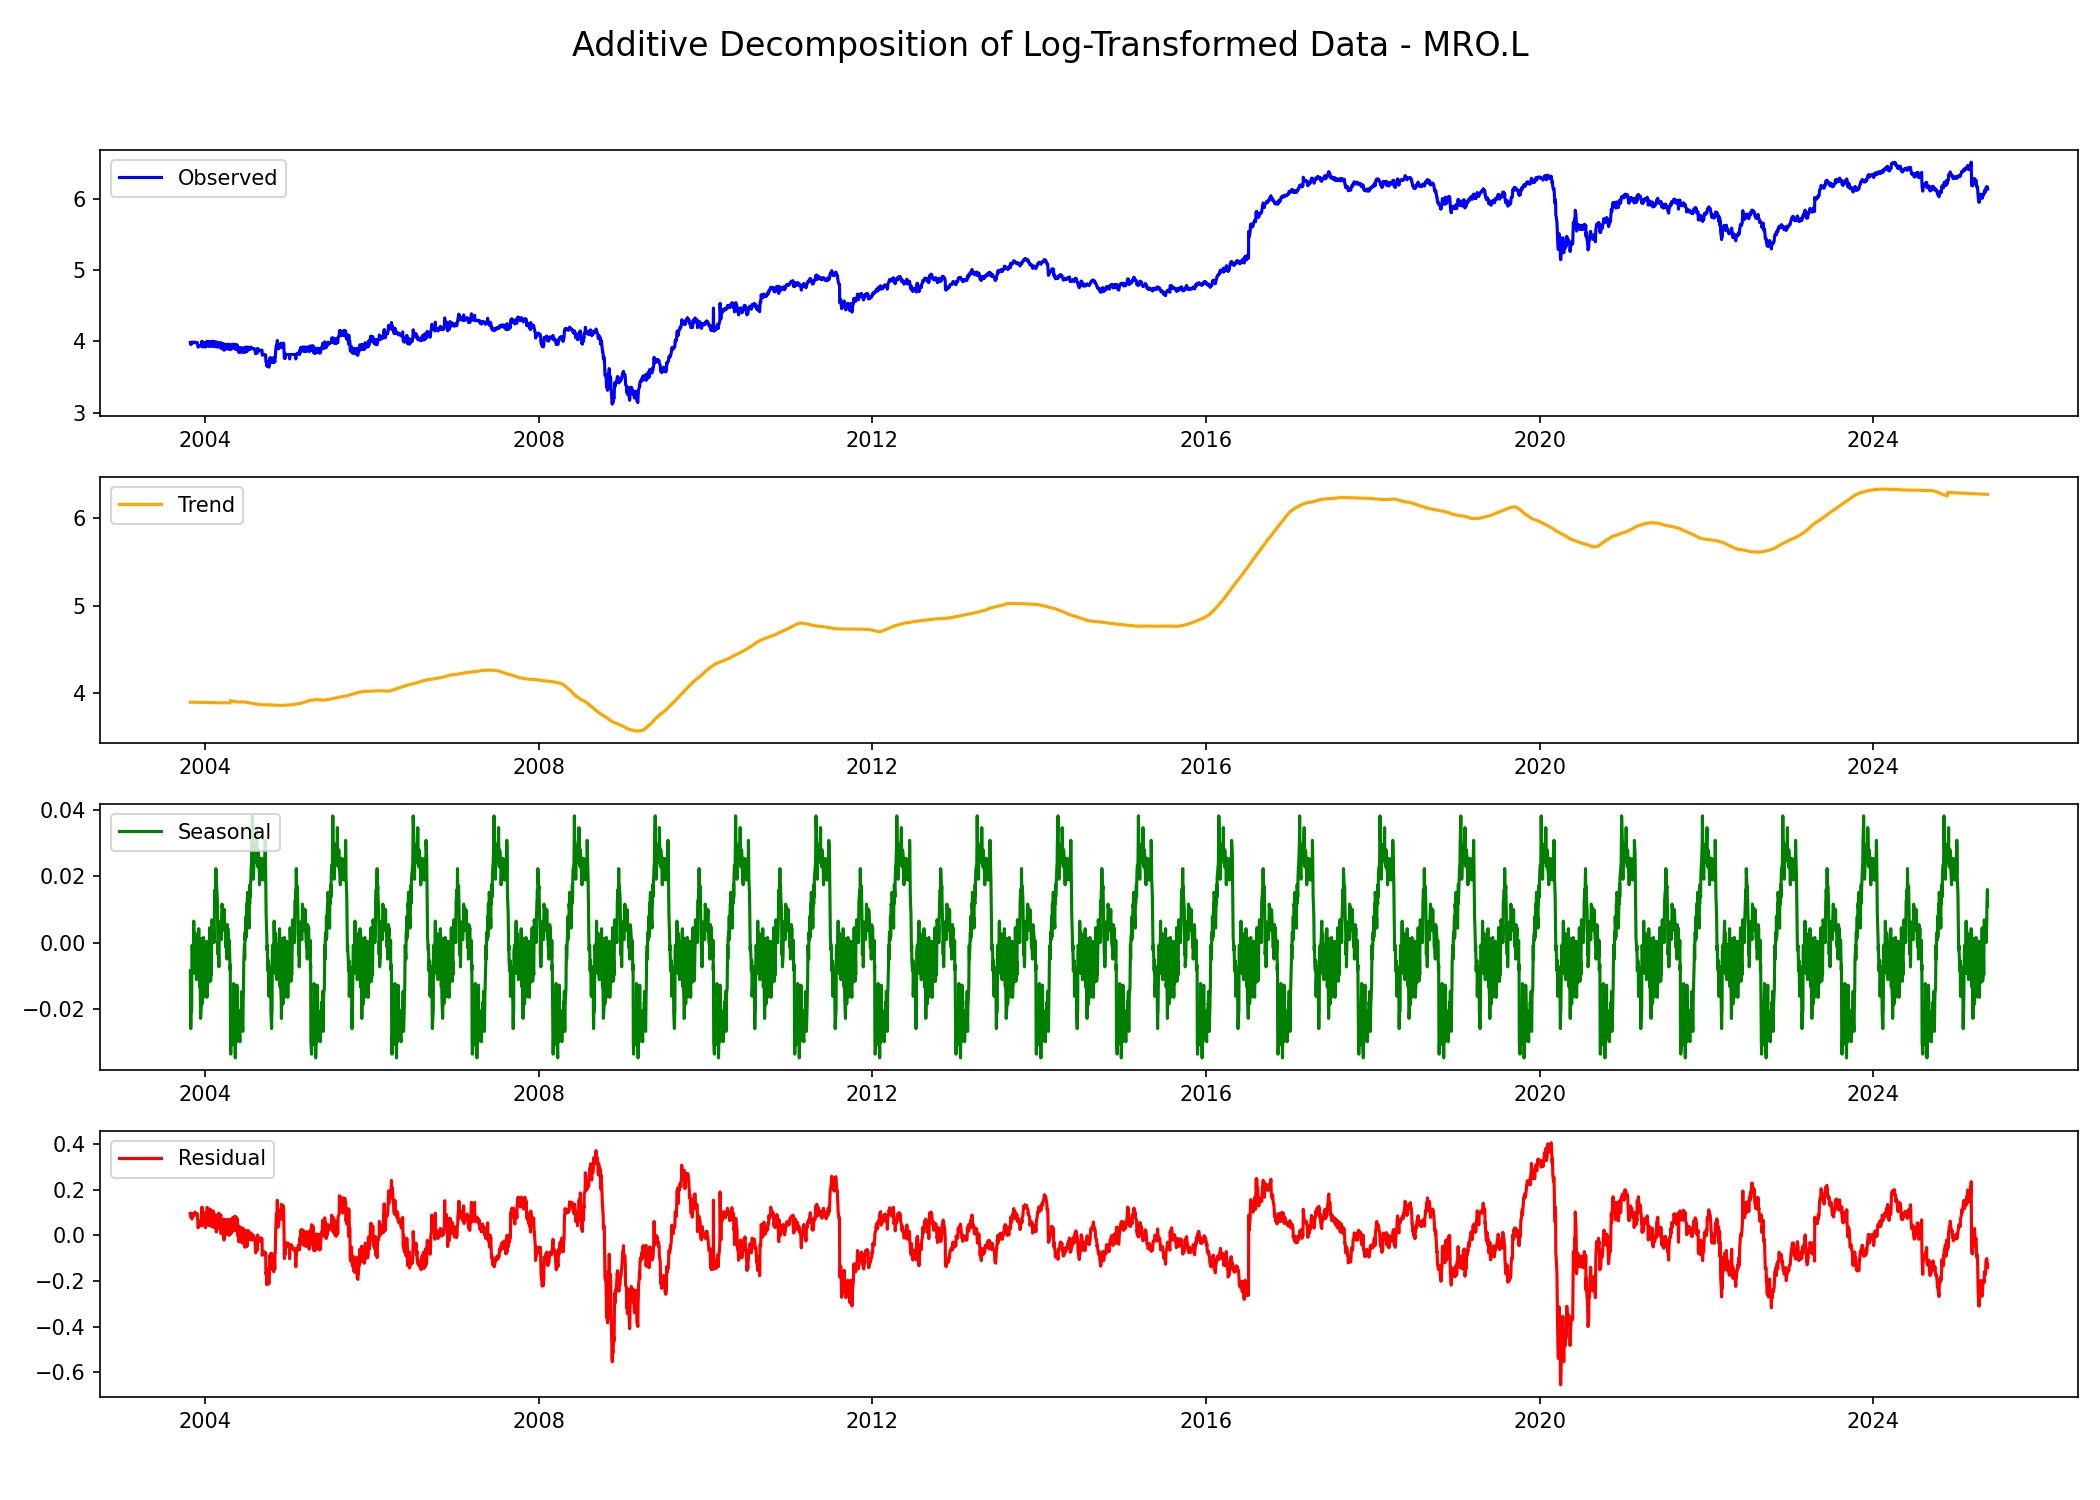 Additive Decomposition of Log-Transformed Data - MRO.L
Observed
6
5
4
3
2004 2008 2012 2016 2020 2024
Trend
6
5
4
2004 2008 2012 2016 2020 2024
0.04
Seasonal
0.02
0.00
−0.02
2004 2008 2012 2016 2020 2024
0.4
Residual
0.2
0.0
−0.2
−0.4
−0.6
2004 2008 2012 2016 2020 2024